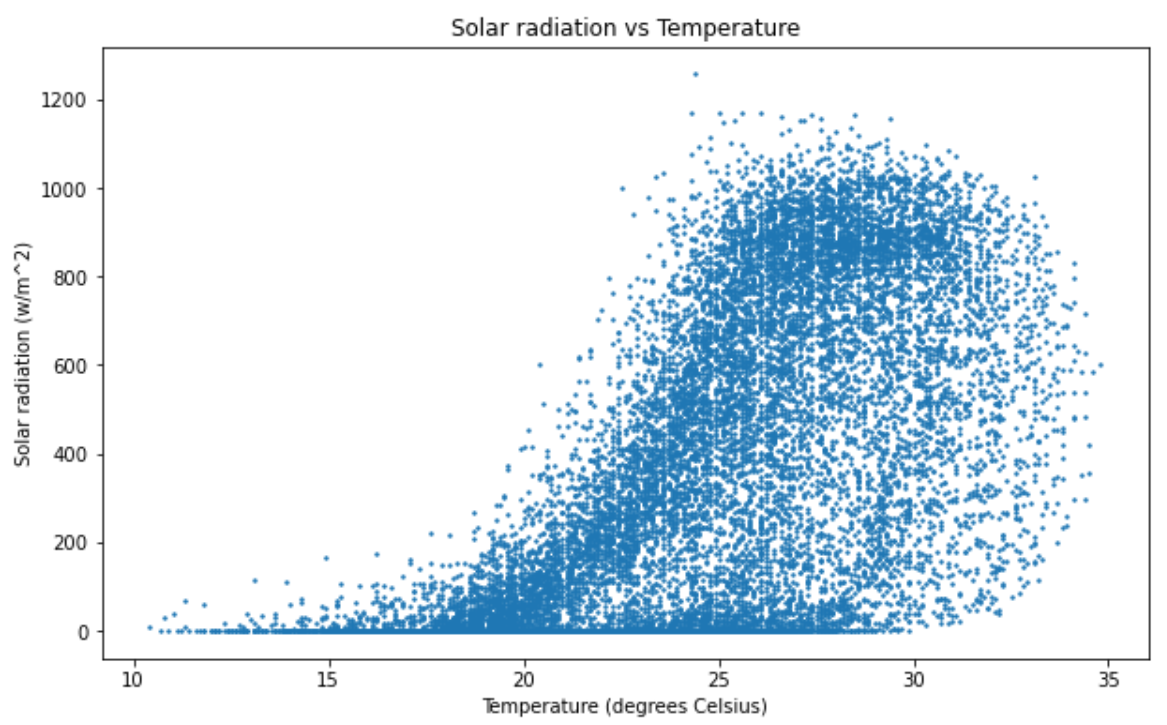 Solar radiation vs Temperature
1200
1000
800
600
400
200
0
Solar radiation (w/m^2)
10 15 20 25 30 35
Temperature (degrees Celsius)